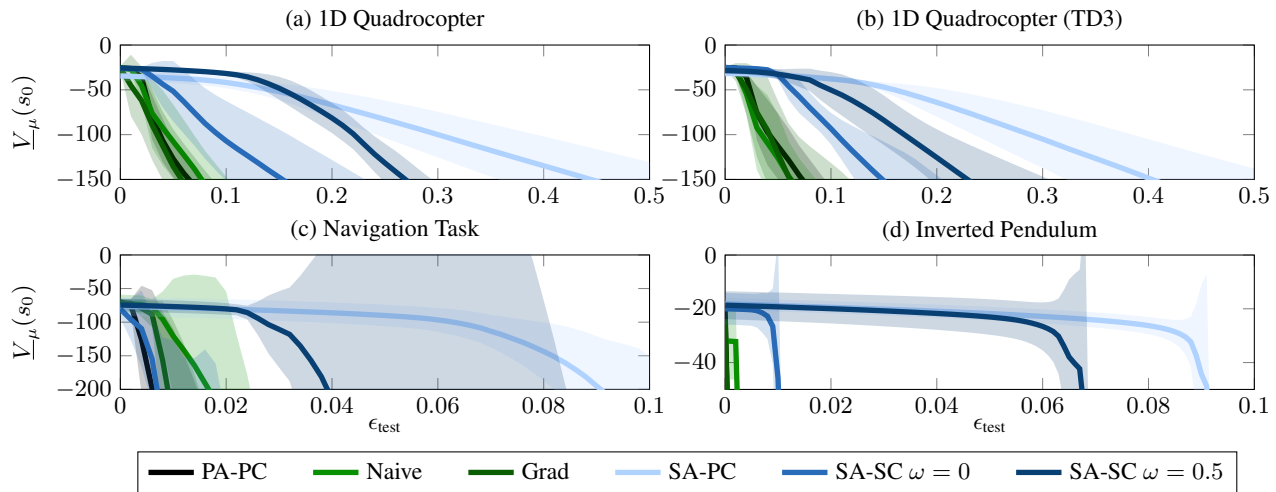 (a) 1D Quadrocopter
(b) 1D Quadrocopter (TD3)
0
−50
−100
−150
V_μ(s₀)
0 0.1 0.2 0.3 0.4 0.5
0
−50
−100
−150
0 0.1 0.2 0.3 0.4 0.5
(c) Navigation Task
(d) Inverted Pendulum
0
−50
−100
−150
−200
V_μ(s₀)
0 0.02 0.04 0.06 0.08 0.1
ϵ_test
0
−20
−40
0 0.02 0.04 0.06 0.08 0.1
ϵ_test
PA-PC Naive Grad SA-PC SA-SC ω = 0 SA-SC ω = 0.5